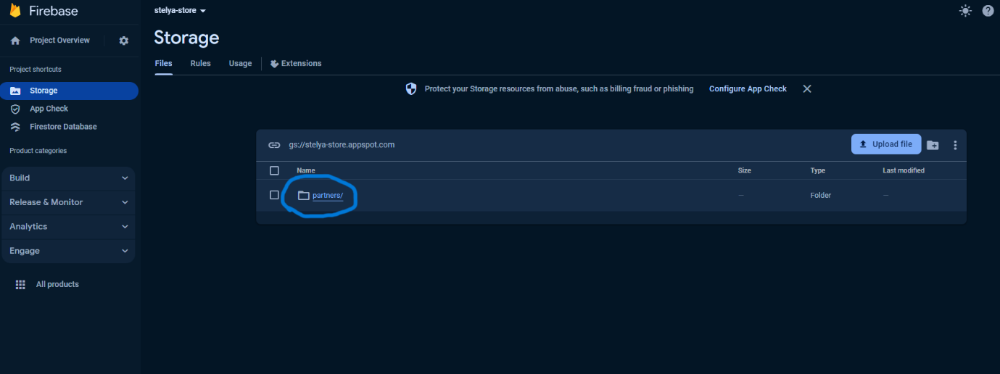 Firebase
stelya-store
Project Overview
Storage
Project shortcuts
Files Rules Usage Extensions
Storage
Protect your Storage resources from abuse, such as billing fraud or phishing Configure App Check
App Check
Firestore Database
Product categories
gs://stelya-store.appspot.com Upload file
Name Size Type Last modified
Build
partners/ — Folder —
Release & Monitor
Analytics
Engage
All products